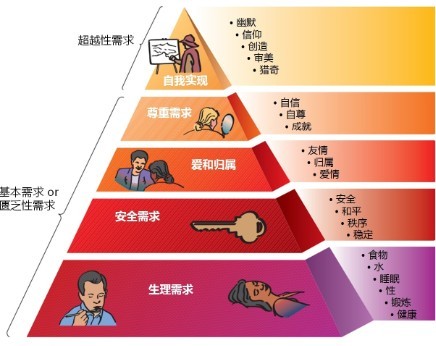 超越性需求
自我实现
• 幽默
• 信仰
• 创造
• 审美
• 猎奇
尊重需求
• 自信
• 自尊
• 成就
爱和归属
• 友情
• 归属
• 爱情
基本需求 or
匮乏性需求
安全需求
• 安全
• 和平
• 秩序
• 稳定
生理需求
• 食物
• 水
• 睡眠
• 性
• 锻炼
• 健康